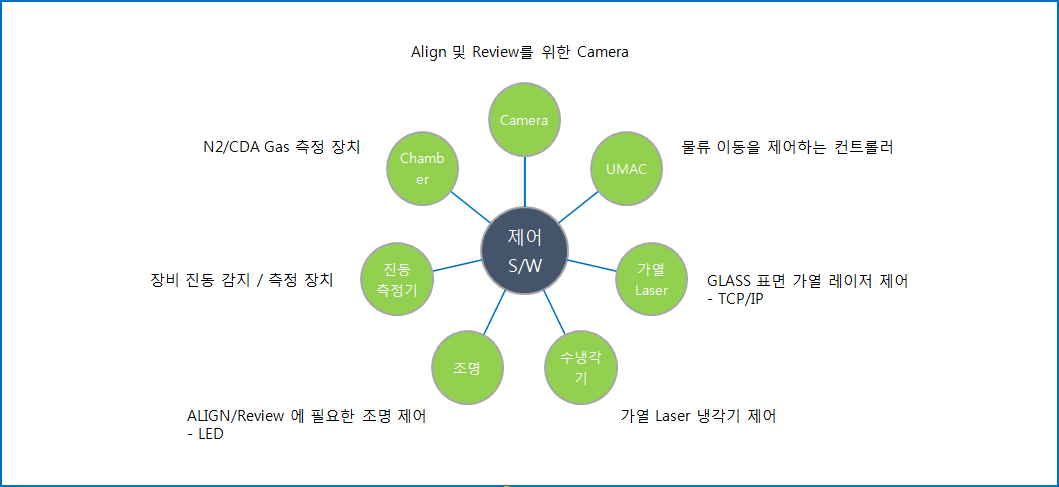 Align 및 Review를 위한 Camera
Camera
N2/CDA Gas 측정 장치
Chamb
er
UMAC
물류 이동을 제어하는 컨트롤러
제어
S/W
장비 진동 감지 / 측정 장치
진동
측정기
가열
Laser
GLASS 표면 가열 레이저 제어
- TCP/IP
조명
수냉각
기
ALIGN/Review 에 필요한 조명 제어
- LED
가열 Laser 냉각기 제어